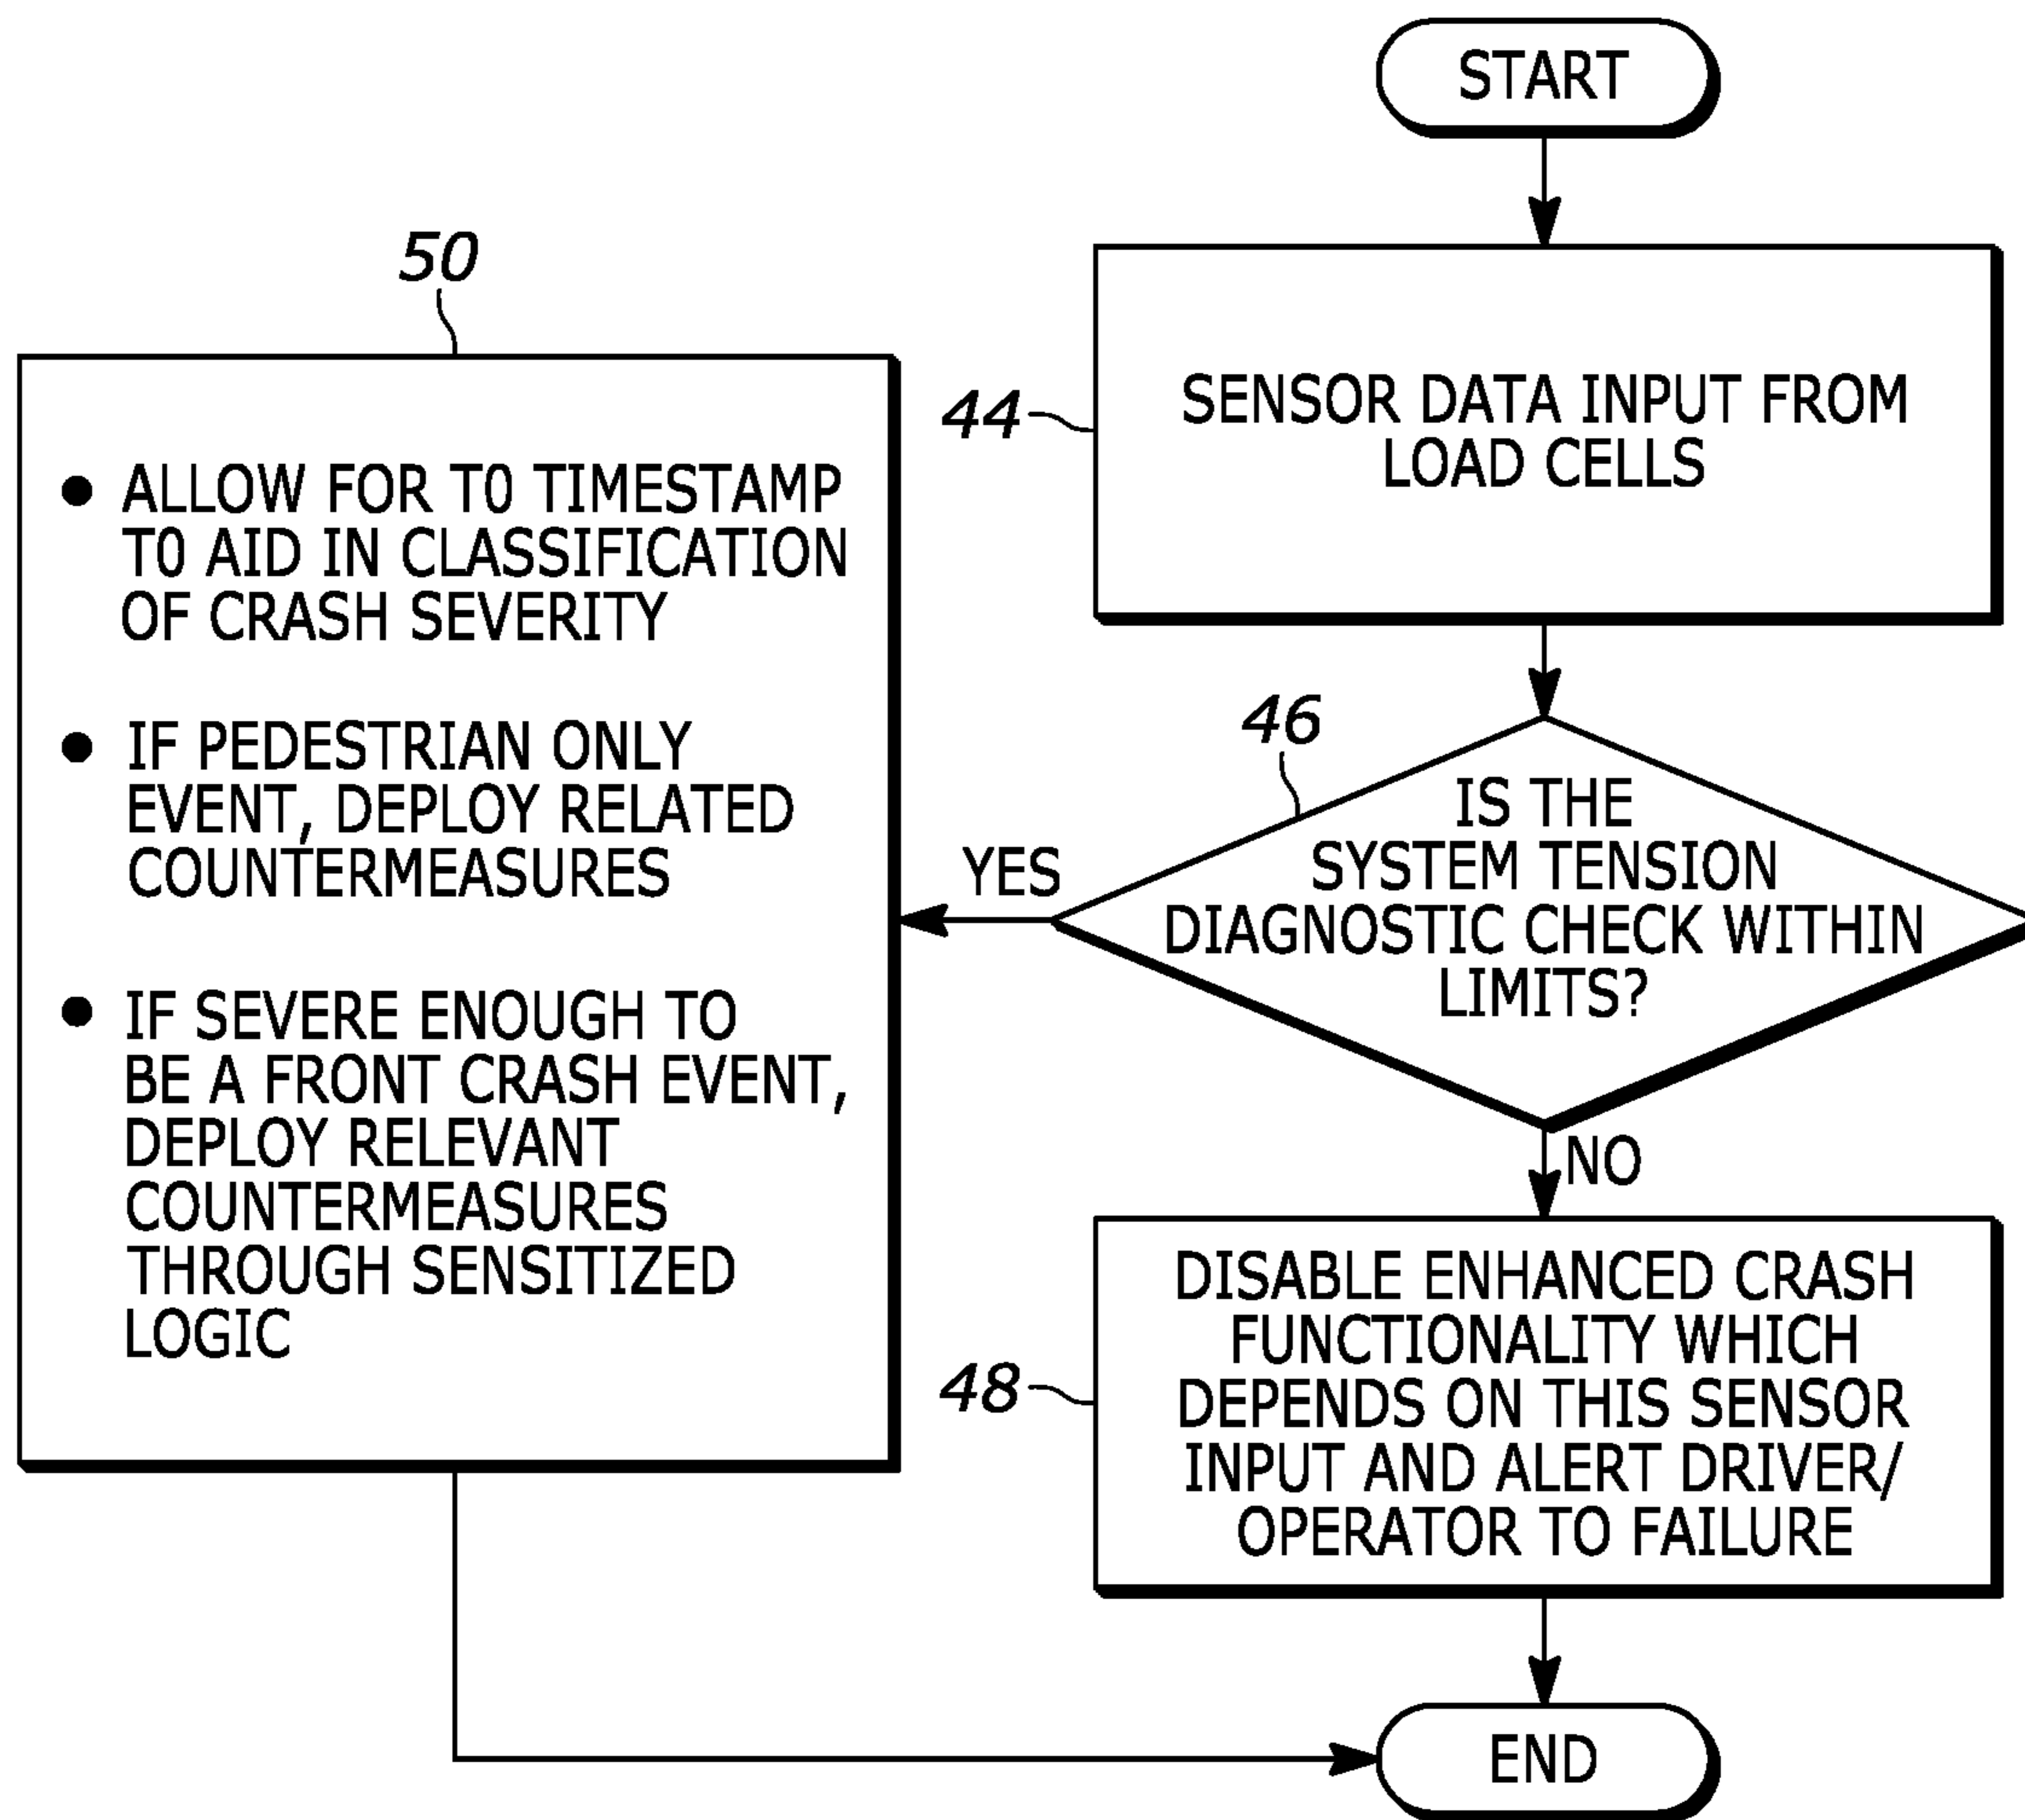 START
44
SENSOR DATA INPUT FROM
LOAD CELLS
46
IS THE
SYSTEM TENSION
DIAGNOSTIC CHECK WITHIN
LIMITS?
YES
NO
50
● ALLOW FOR T0 TIMESTAMP
T0 AID IN CLASSIFICATION
OF CRASH SEVERITY
● IF PEDESTRIAN ONLY
EVENT, DEPLOY RELATED
COUNTERMEASURES
● IF SEVERE ENOUGH TO
BE A FRONT CRASH EVENT,
DEPLOY RELEVANT
COUNTERMEASURES
THROUGH SENSITIZED
LOGIC
48
DISABLE ENHANCED CRASH
FUNCTIONALITY WHICH
DEPENDS ON THIS SENSOR
INPUT AND ALERT DRIVER/
OPERATOR TO FAILURE
END